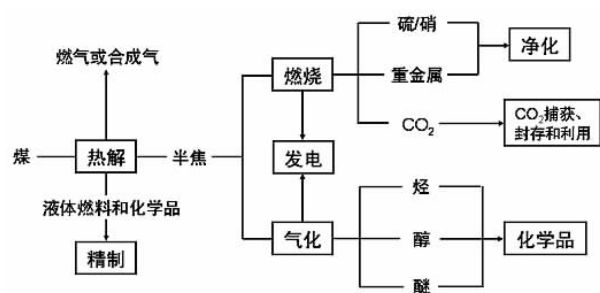 燃气或合成气
煤
热解
半焦
液体燃料和化学品
精制
燃烧
发电
气化
硫/硝
重金属
CO₂
净化
CO₂捕获、
封存和利用
烃
醇
醚
化学品